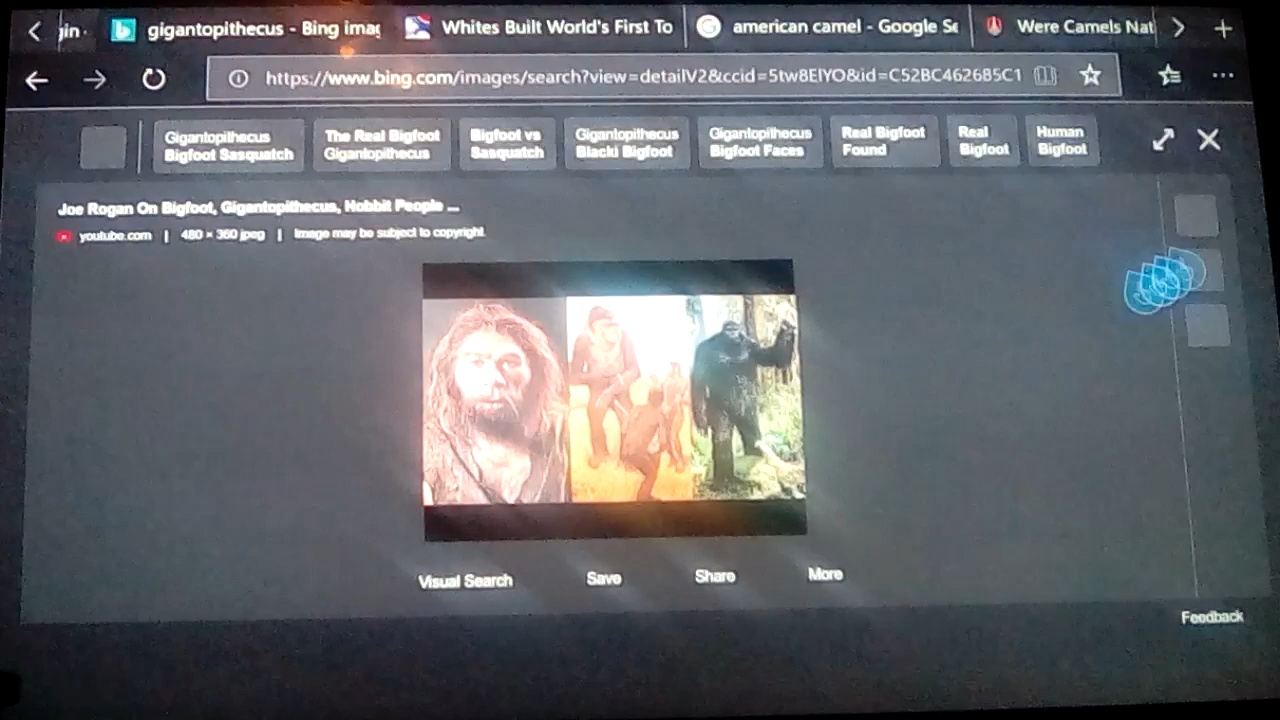 gin
gigantopithecus - Bing imag
Whites Built World's First To
american camel - Google Se
Were Camels Nat
https://www.bing.com/images/search?view=detailV2&ccid=5tw8ElYO&id=C52BC462685C1
Gigantopithecus
Bigfoot Sasquatch
The Real Bigfoot
Gigantopithecus
Bigfoot vs
Sasquatch
Gigantopithecus
Blacki Bigfoot
Gigantopithecus
Bigfoot Faces
Real Bigfoot
Found
Real
Bigfoot
Human
Bigfoot
Joe Rogan On Bigfoot, Gigantopithecus, Hobbit People ...
youtube.com | 480 × 360 jpeg | Image may be subject to copyright.
Visual Search Save Share More
Feedback